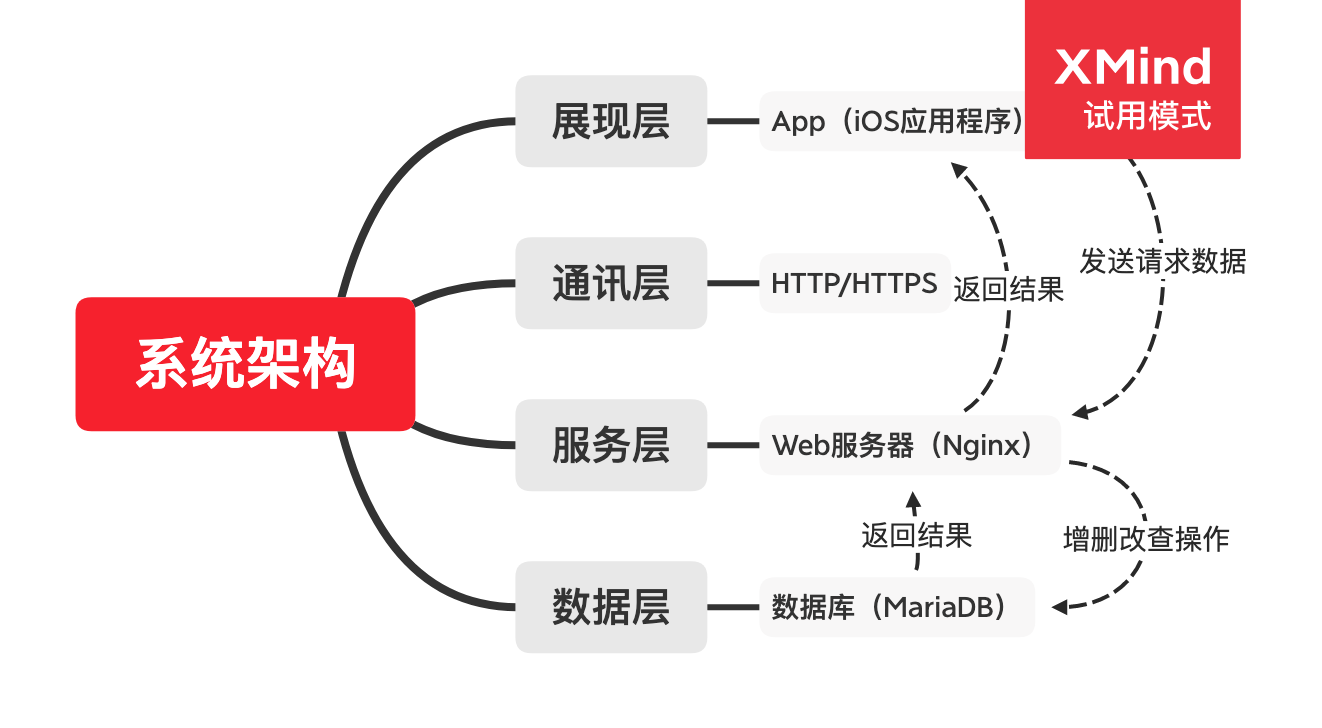 XMind
试用模式
展现层
App（iOS应用程序）
发送请求数据
通讯层
HTTP/HTTPS
返回结果
系统架构
服务层
Web服务器（Nginx）
返回结果
增删改查操作
数据层
数据库（MariaDB）